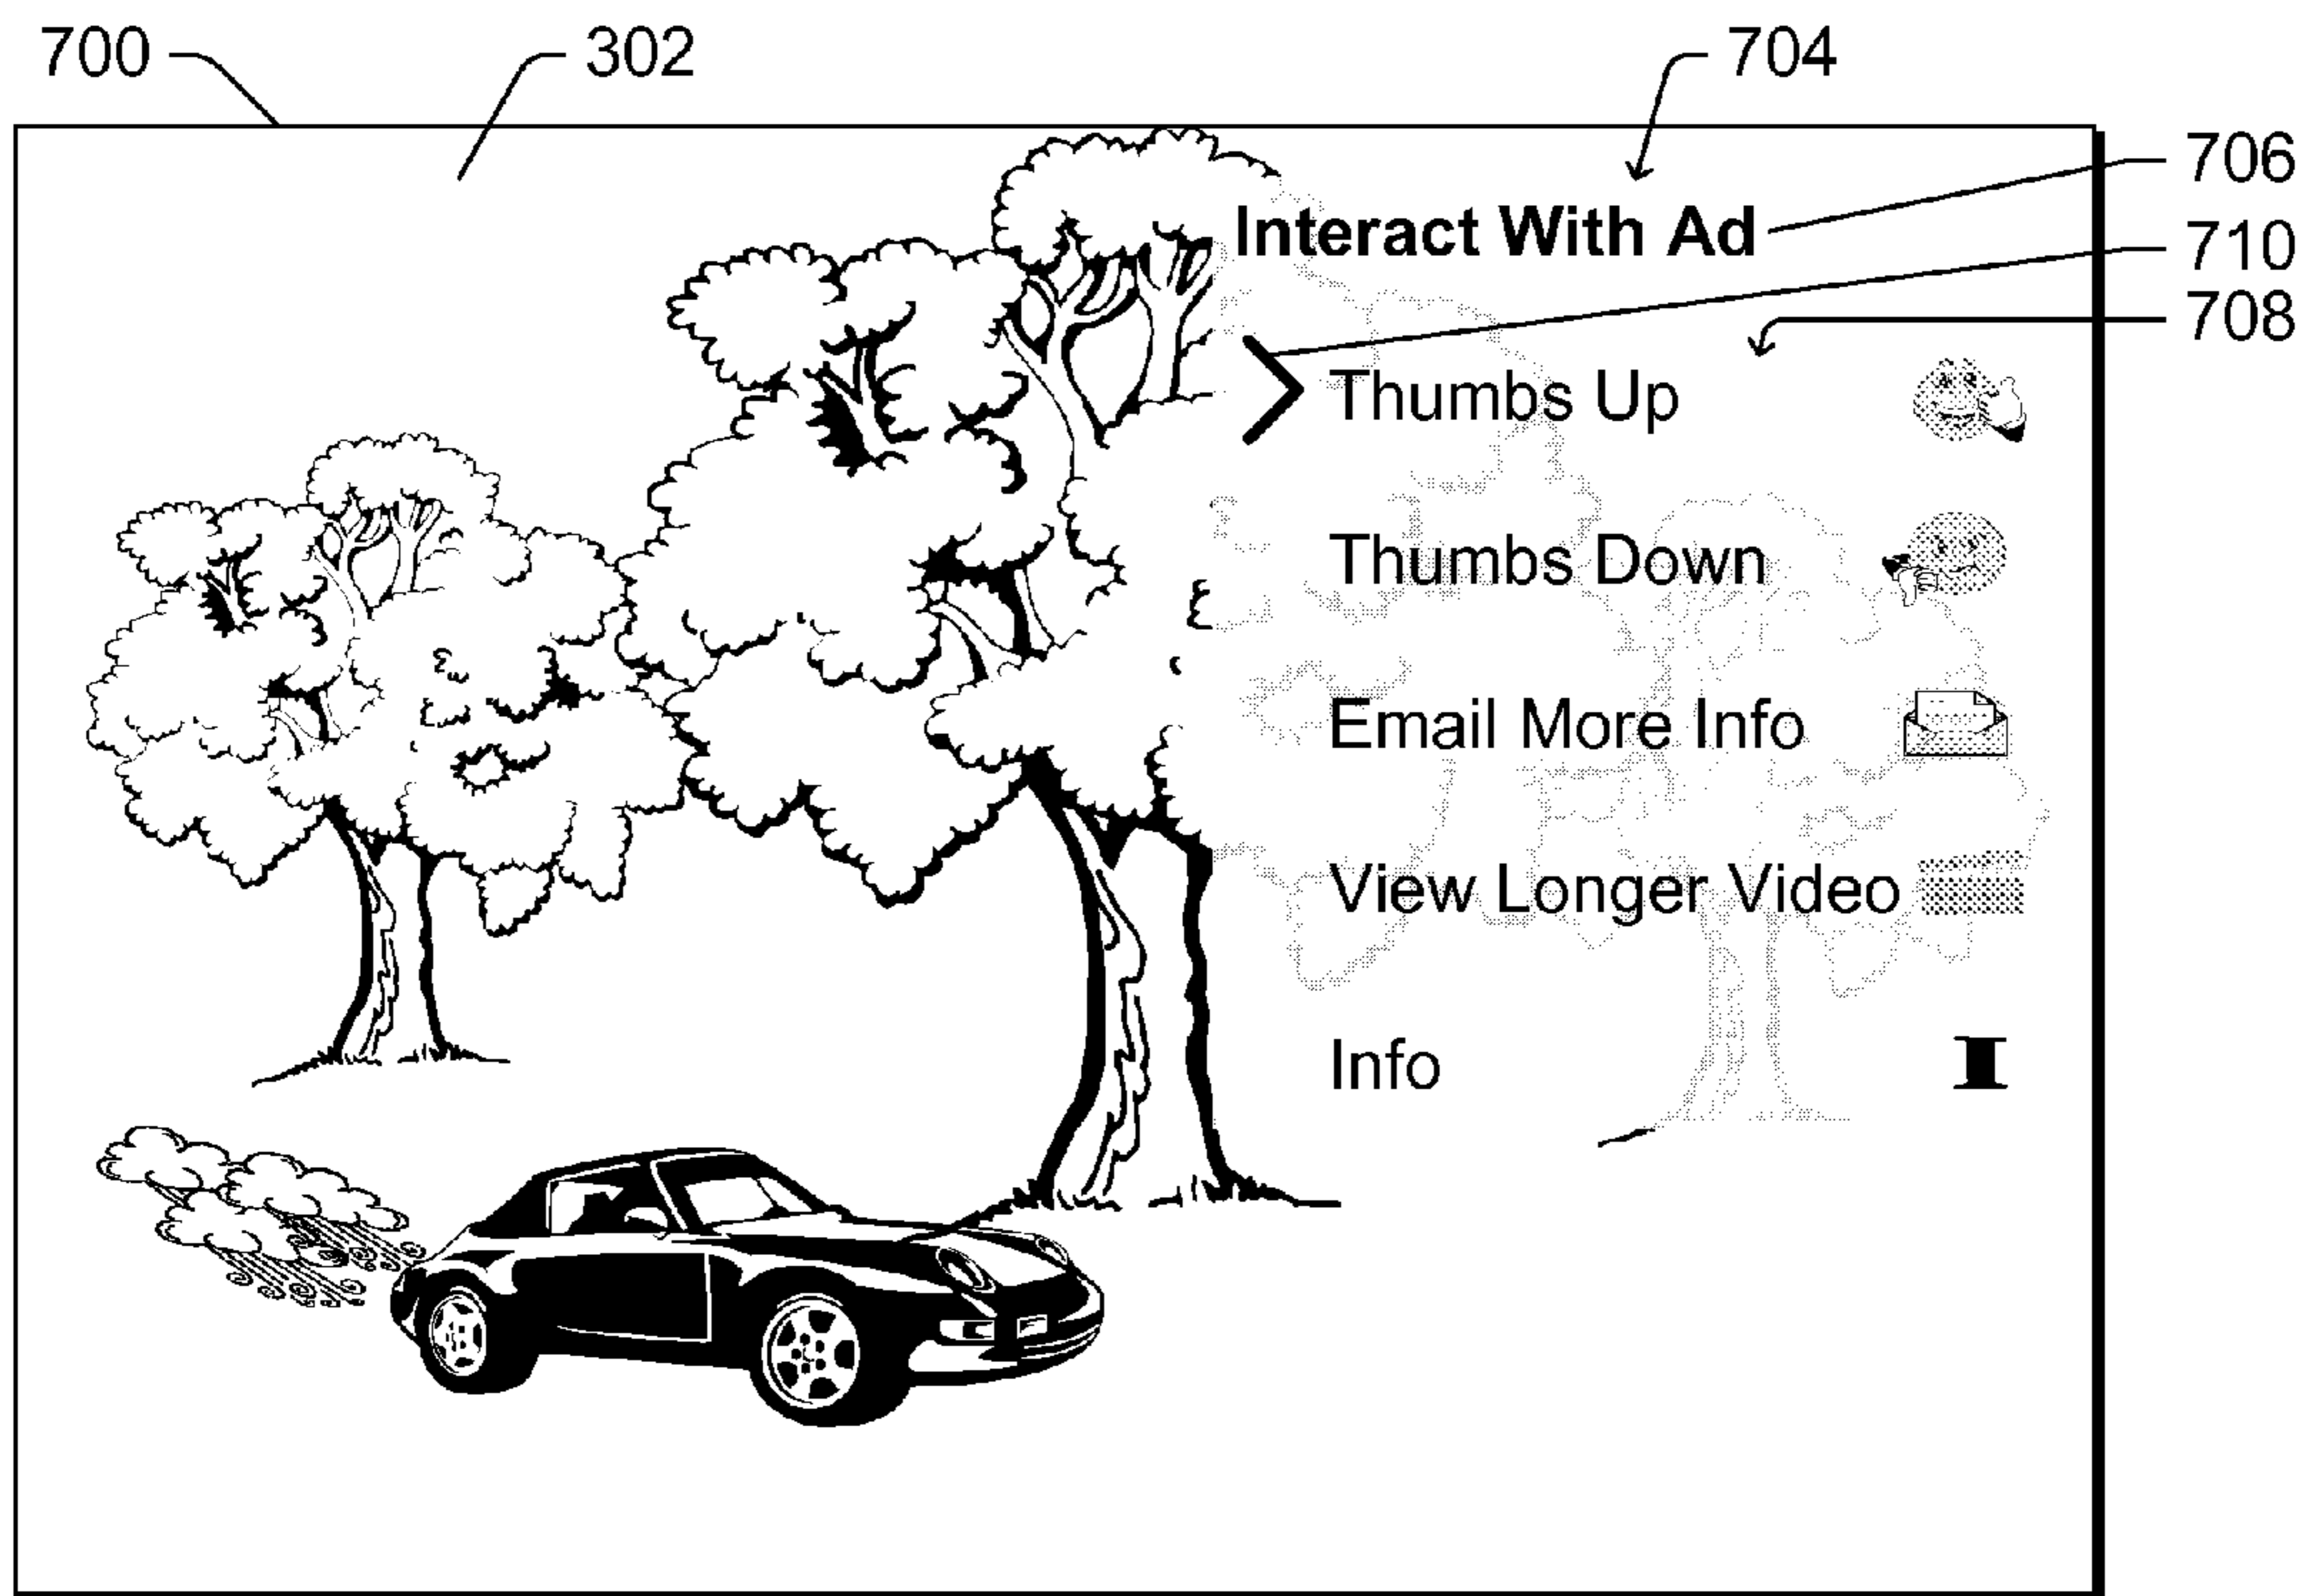 700
302
704
706
Interact With Ad
710
708
Thumbs Up
Thumbs Down
Email More Info
View Longer Video
Info
I